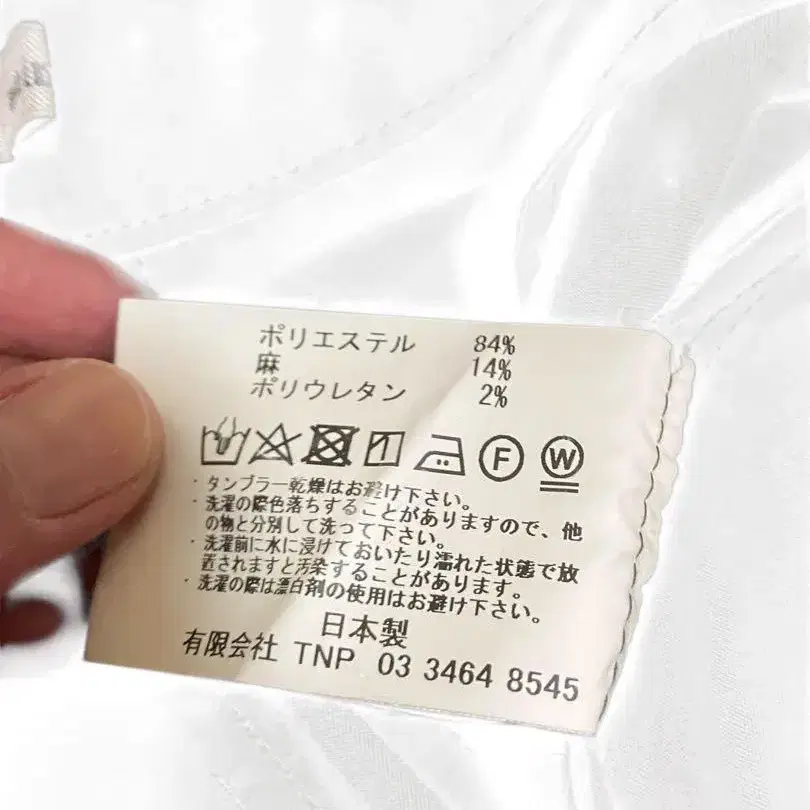 ポリエステル 84%
麻 14%
ポリウレタン 2%
F W
・タンブラー乾燥はお避け下さい。
・洗濯の際色落ちすることがありますので、他
の物と分別して洗って下さい。
・洗濯前に水に浸けておいたり濡れた状態で放
置されますと汚染することがあります。
・洗濯の際は漂白剤の使用はお避け下さい。
日本製
有限会社 TNP 03 3464 8545